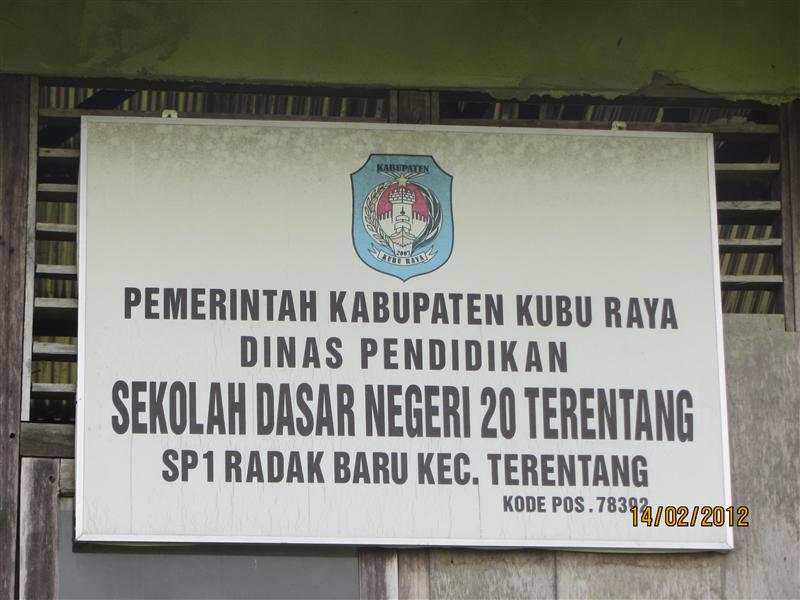 KABUPATEN
2007
KUBU RAYA
PEMERINTAH KABUPATEN KUBU RAYA
DINAS PENDIDIKAN
SEKOLAH DASAR NEGERI 20 TERENTANG
SP1 RADAK BARU KEC. TERENTANG
KODE POS . 78392
14/02/2012